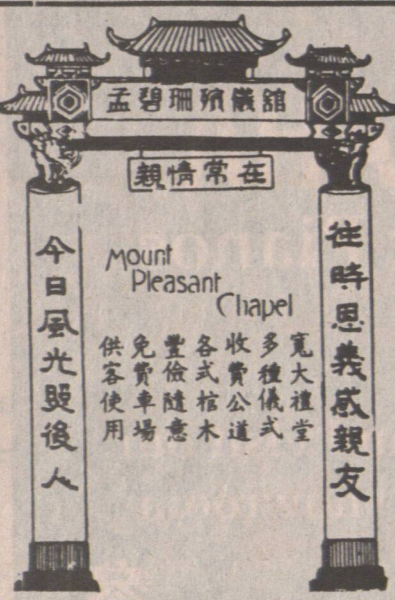 孟碧珊殯儀舘
親情常在
往時恩義感親友
今日風光照後人
Mount
Pleasant
Chapel
寬大禮堂
多種儀式
收費公道
各式棺木
豐儉隨意
免費車場
供客使用